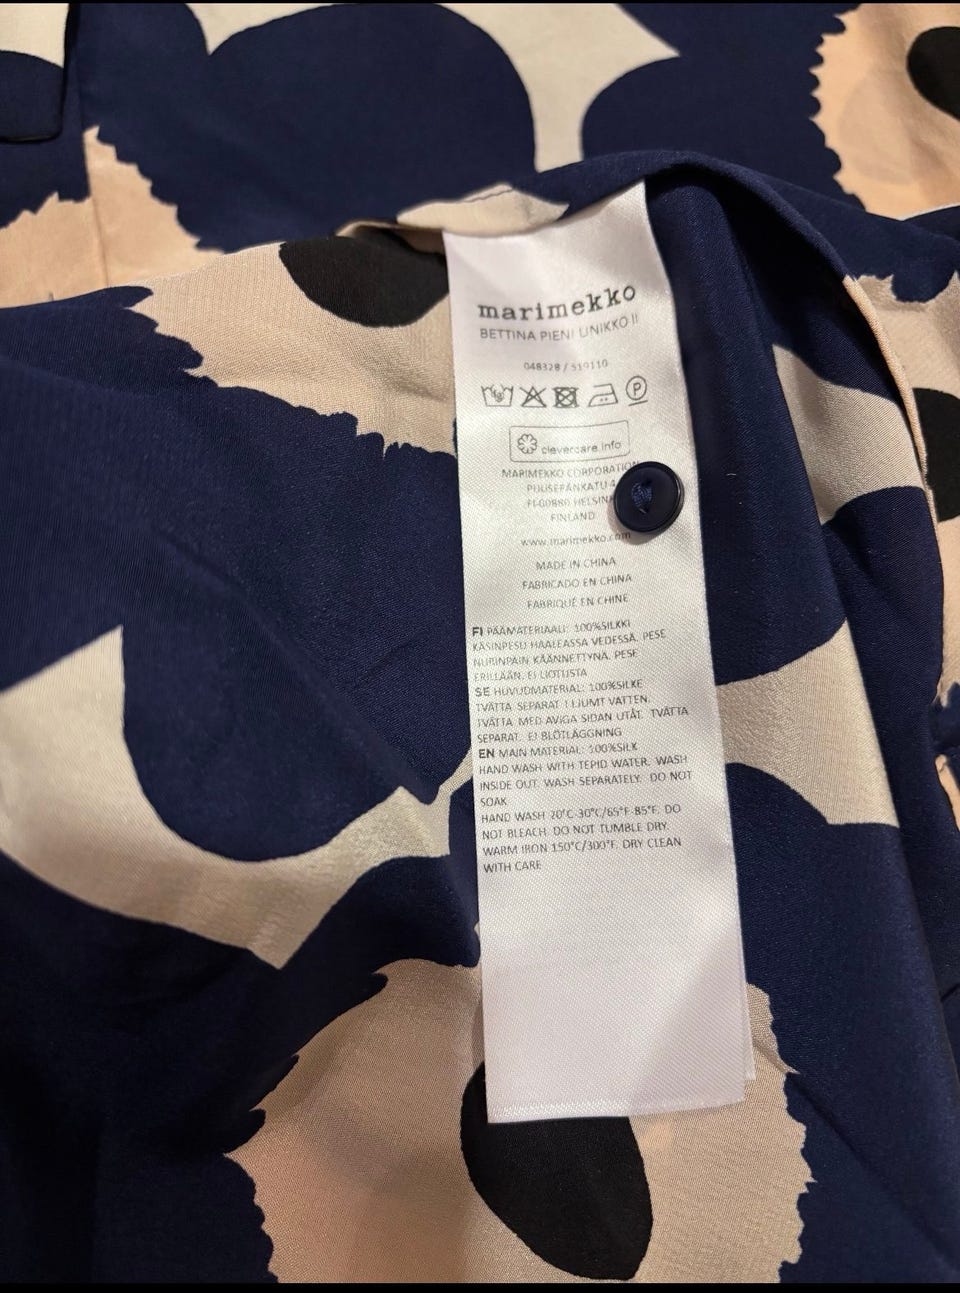 marimekko
BETTINA PIENI UNIKKO II
048328 / 519110
P
clevercare.info
MARIMEKKO CORPORATION
PUUSEPÄNKATU 4
FI-00880 HELSINK
FINLAND
www.marimekko.com
MADE IN CHINA
FABRICADO EN CHINA
FABRIQUÉ EN CHINE
FI PÄÄMATERIAALI: 100%SILKKI
KÄSINPESU HAALEASSA VEDESSÄ. PESE
NURINPÄIN KÄÄNNETTYNÄ. PESE
ERILLÄÄN. EI LIOTUSTA
SE HUVUDMATERIAL: 100%SILKE
TVÄTTA SEPARAT I LJUMT VATTEN.
TVÄTTA MED AVIGA SIDAN UTÅT. TVÄTTA
SEPARAT. EJ BLÖTLÄGGNING
EN MAIN MATERIAL: 100%SILK
HAND WASH WITH TEPID WATER. WASH
INSIDE OUT. WASH SEPARATELY. DO NOT
SOAK
HAND WASH 20°C-30°C/65°F-85°F. DO
NOT BLEACH. DO NOT TUMBLE DRY.
WARM IRON 150°C/300°F. DRY CLEAN
WITH CARE